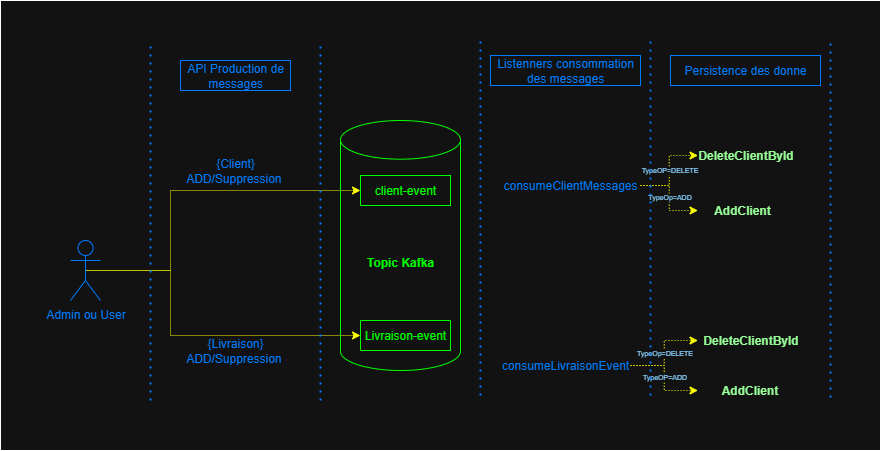 API Production de
messages
Listenners consommation
des messages
Persistence des donne
{Client}
ADD/Suppression
client-event
Topic Kafka
Livraison-event
Admin ou User
{Livraison}
ADD/Suppression
consumeClientMessages
TypeOP=DELETE
TypeOp=ADD
DeleteClientById
AddClient
consumeLivraisonEvent
TypeOp=DELETE
TypeOP=ADD
DeleteClientById
AddClient